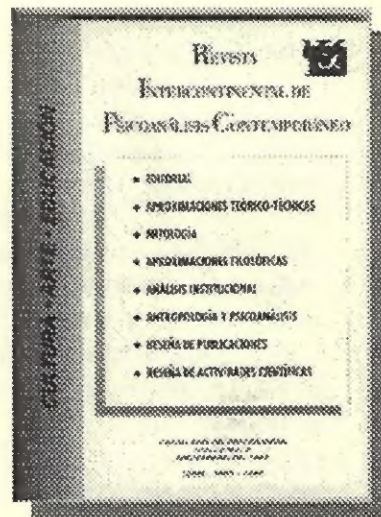 REVISTA
INTERCONTINENTAL DE
PSICOANÁLISIS CONTEMPORÁNEO
CULTURA • ARTE • EDUCACIÓN
EDITORIAL
APROXIMACIONES TEÓRICO-TÉCNICAS
ANTOLOGÍA
APROXIMACIONES FILOSÓFICAS
ANÁLISIS INSTITUCIONAL
ANTROPOLOGÍA Y PSICOANÁLISIS
RESEÑA DE PUBLICACIONES
RESEÑA DE ACTIVIDADES CIENTÍFICAS